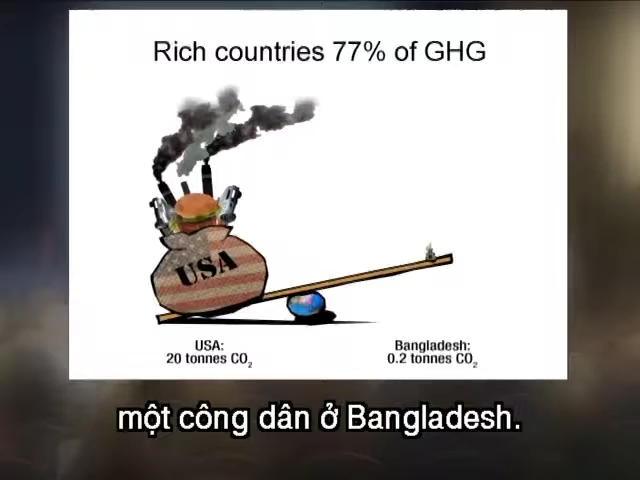 Rich countries 77% of GHG
USA
USA:
20 tonnes CO₂
Bangladesh:
0.2 tonnes CO₂
một công dân ở Bangladesh.